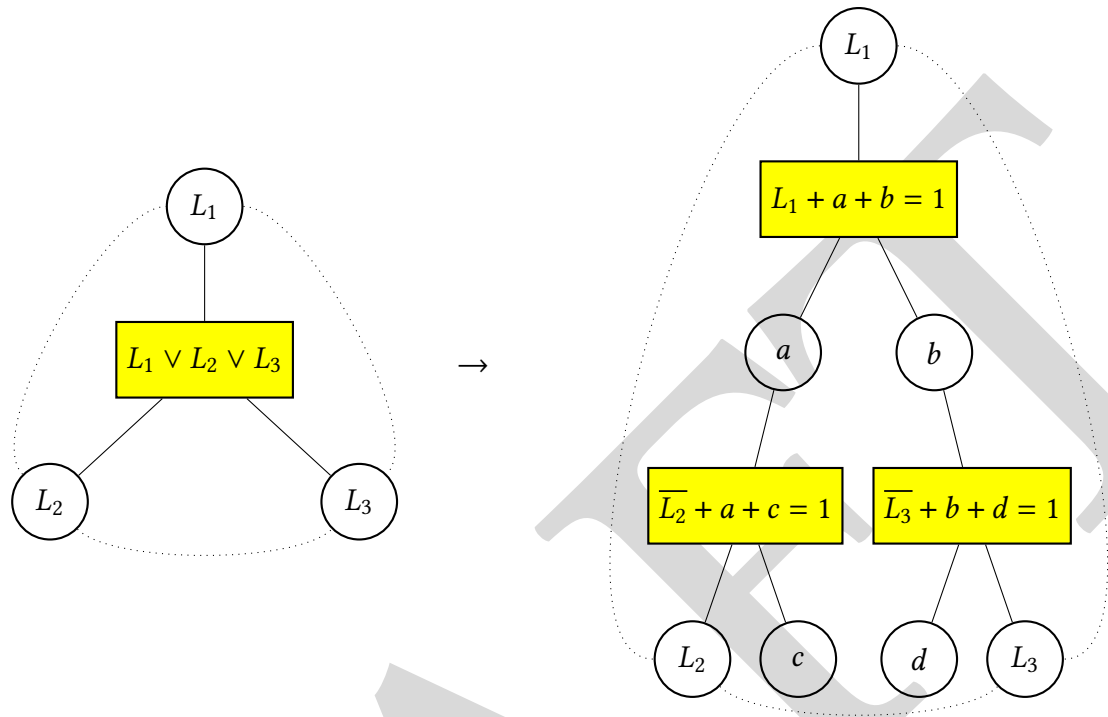 L₁
L₁ ∨ L₂ ∨ L₃
L₂
L₃
→
L₁
L₁ + a + b = 1
a
b
L̅₂ + a + c = 1
L̅₃ + b + d = 1
L₂
c
d
L₃